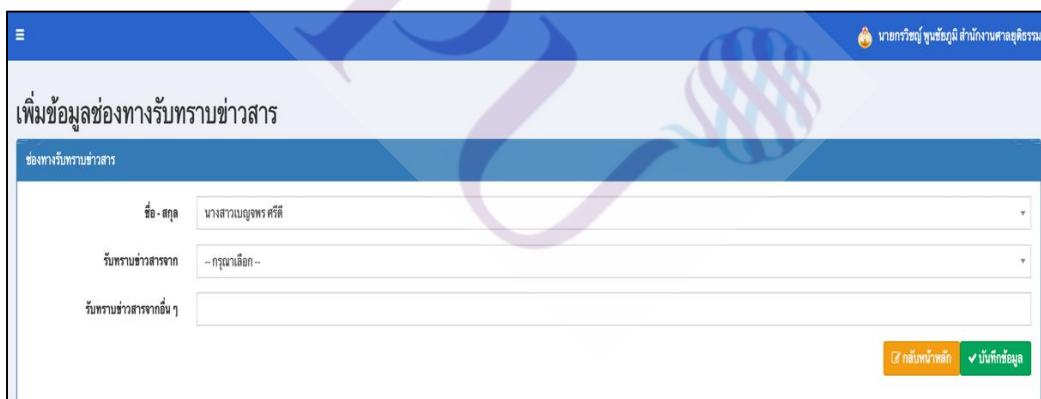 นายกรวิชญ์ พูนชัยภูมิ สำนักงานศาลยุติธรรม
เพิ่มข้อมูลช่องทางรับทราบข่าวสาร
ช่องทางรับทราบข่าวสาร
ชื่อ - สกุล นางสาวเบญจพร ศรีดี
รับทราบข่าวสารจาก -- กรุณาเลือก --
รับทราบข่าวสารจากอื่น ๆ
กลับหน้าหลัก บันทึกข้อมูล